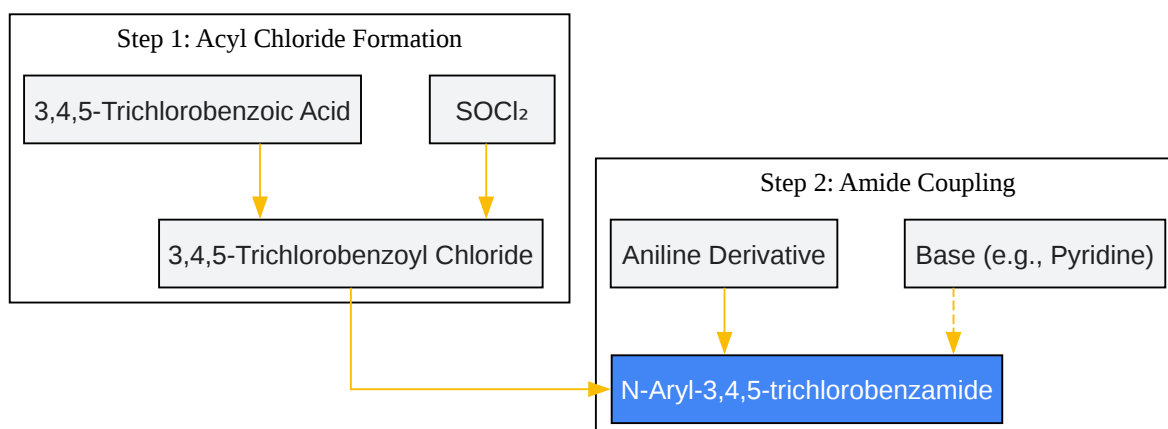 Step 1: Acyl Chloride Formation
3,4,5-Trichlorobenzoic Acid
SOCl₂
3,4,5-Trichlorobenzoyl Chloride
Step 2: Amide Coupling
Aniline Derivative
Base (e.g., Pyridine)
N-Aryl-3,4,5-trichlorobenzamide